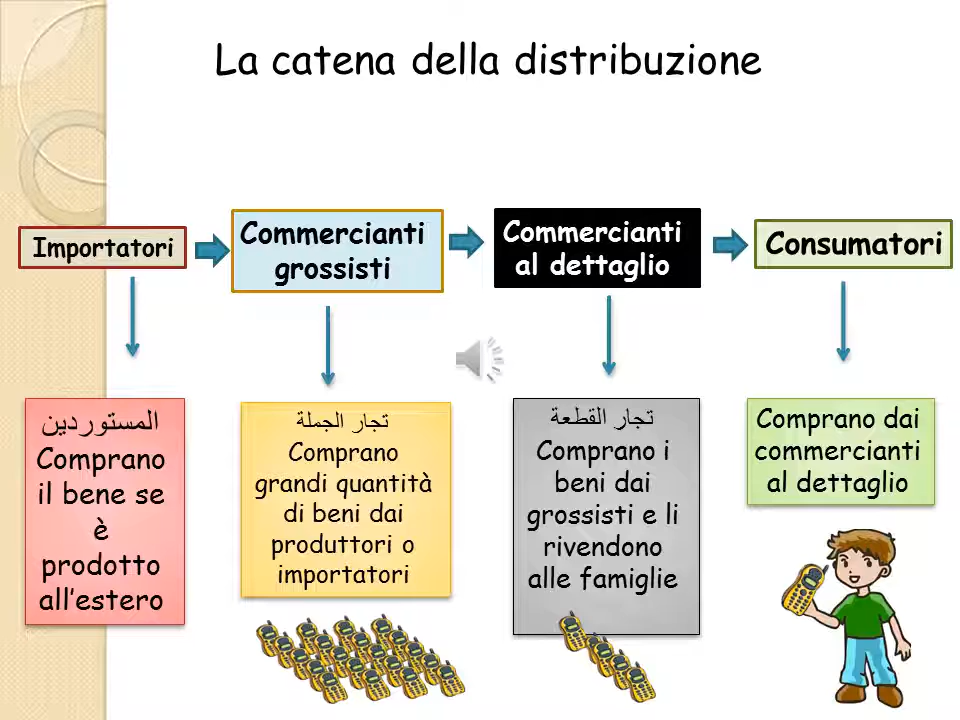 La catena della distribuzione
Importatori
Commercianti
grossisti
Commercianti
al dettaglio
Consumatori
المستوردين
Comprano
il bene se
è
prodotto
all’estero
تجار الجملة
Comprano
grandi quantità
di beni dai
produttori o
importatori
تجار القطعة
Comprano i
beni dai
grossisti e li
rivendono
alle famiglie
Comprano dai
commercianti
al dettaglio